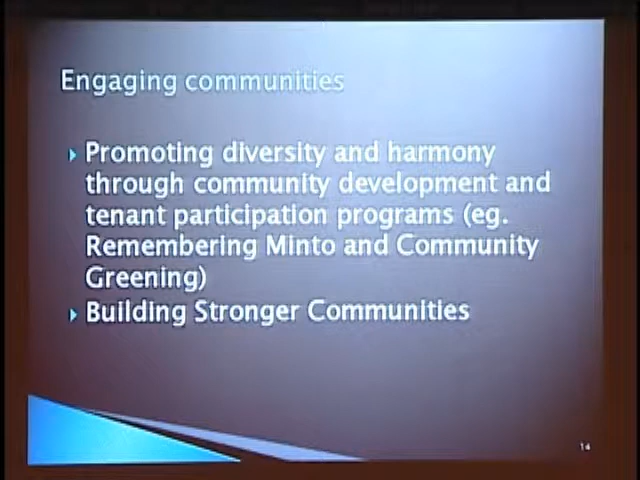 Engaging communities
Promoting diversity and harmony
through community development and
tenant participation programs (eg.
Remembering Minto and Community
Greening)
Building Stronger Communities
14